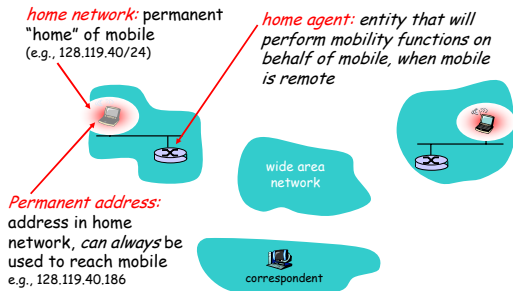 home network: permanent
“home” of mobile
(e.g., 128.119.40/24)
home agent: entity that will
perform mobility functions on
behalf of mobile, when mobile
is remote
wide area
network
Permanent address:
address in home
network, can always be
used to reach mobile
e.g., 128.119.40.186
correspondent